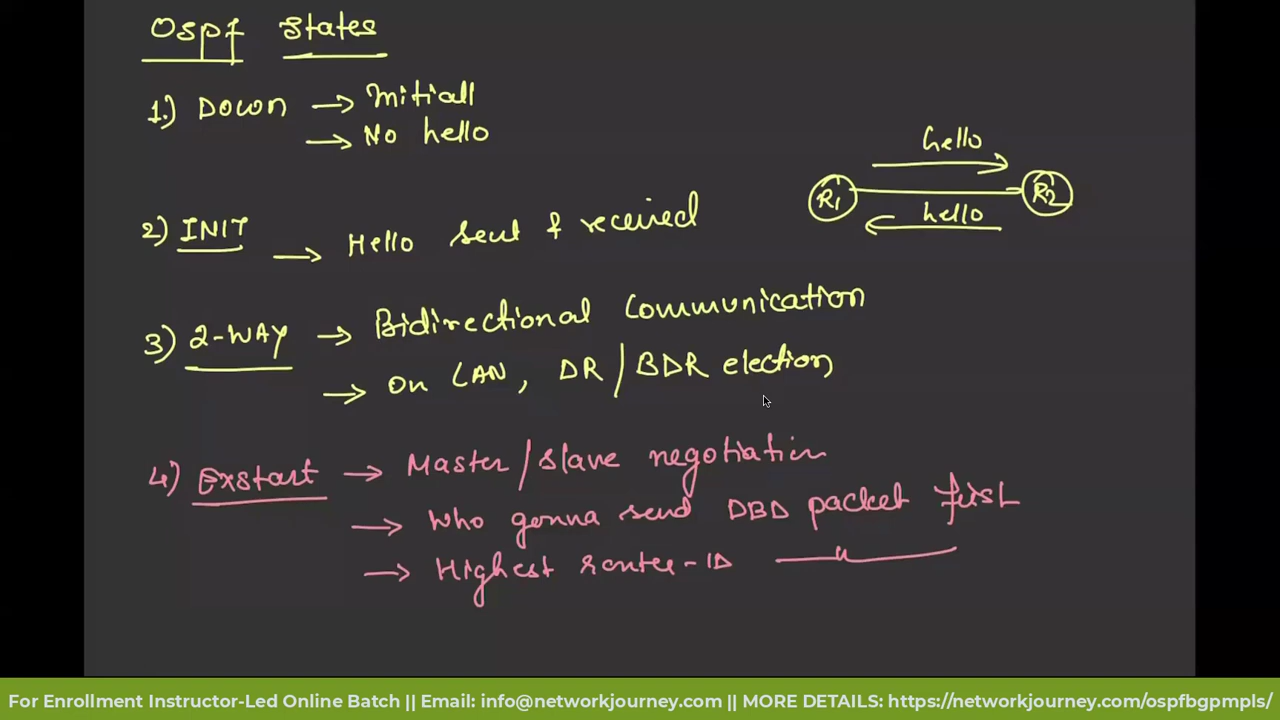 Ospf States
1.) Down → Initiall
→ No hello
hello
R1 R2
hello
2) INIT → Hello sent & received
3) 2-WAY → Bidirectional Communication
→ On LAN, DR/BDR election
4) Exstart → Master/slave negotiation
→ Who gonna send DBD packet first
→ Highest router-ID — 〃 —
For Enrollment Instructor-Led Online Batch || Email: info@networkjourney.com || MORE DETAILS: https://networkjourney.com/ospfbgpmpls/